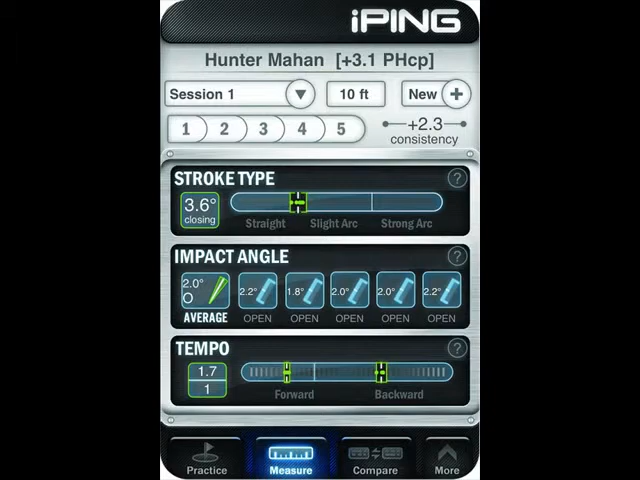 iPING
Hunter Mahan [+3.1 PHcp]
Session 1 10 ft New +
1 2 3 4 5 +2.3
consistency
STROKE TYPE ?
3.6°
closing
Straight Slight Arc Strong Arc
IMPACT ANGLE ?
2.0° 2.2° 1.8° 2.0° 2.0° 2.2°
O
AVERAGE OPEN OPEN OPEN OPEN OPEN
TEMPO ?
1.7
1
Forward Backward
Practice Measure Compare More